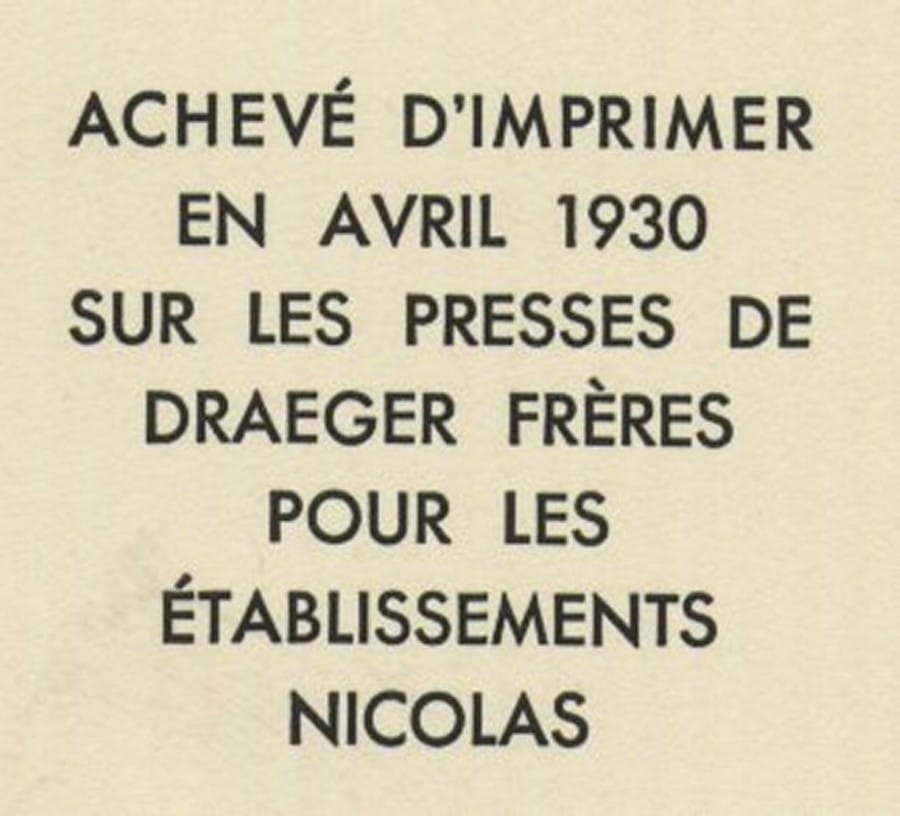 ACHEVÉ D'IMPRIMER
EN AVRIL 1930
SUR LES PRESSES DE
DRAEGER FRÈRES
POUR LES
ÉTABLISSEMENTS
NICOLAS